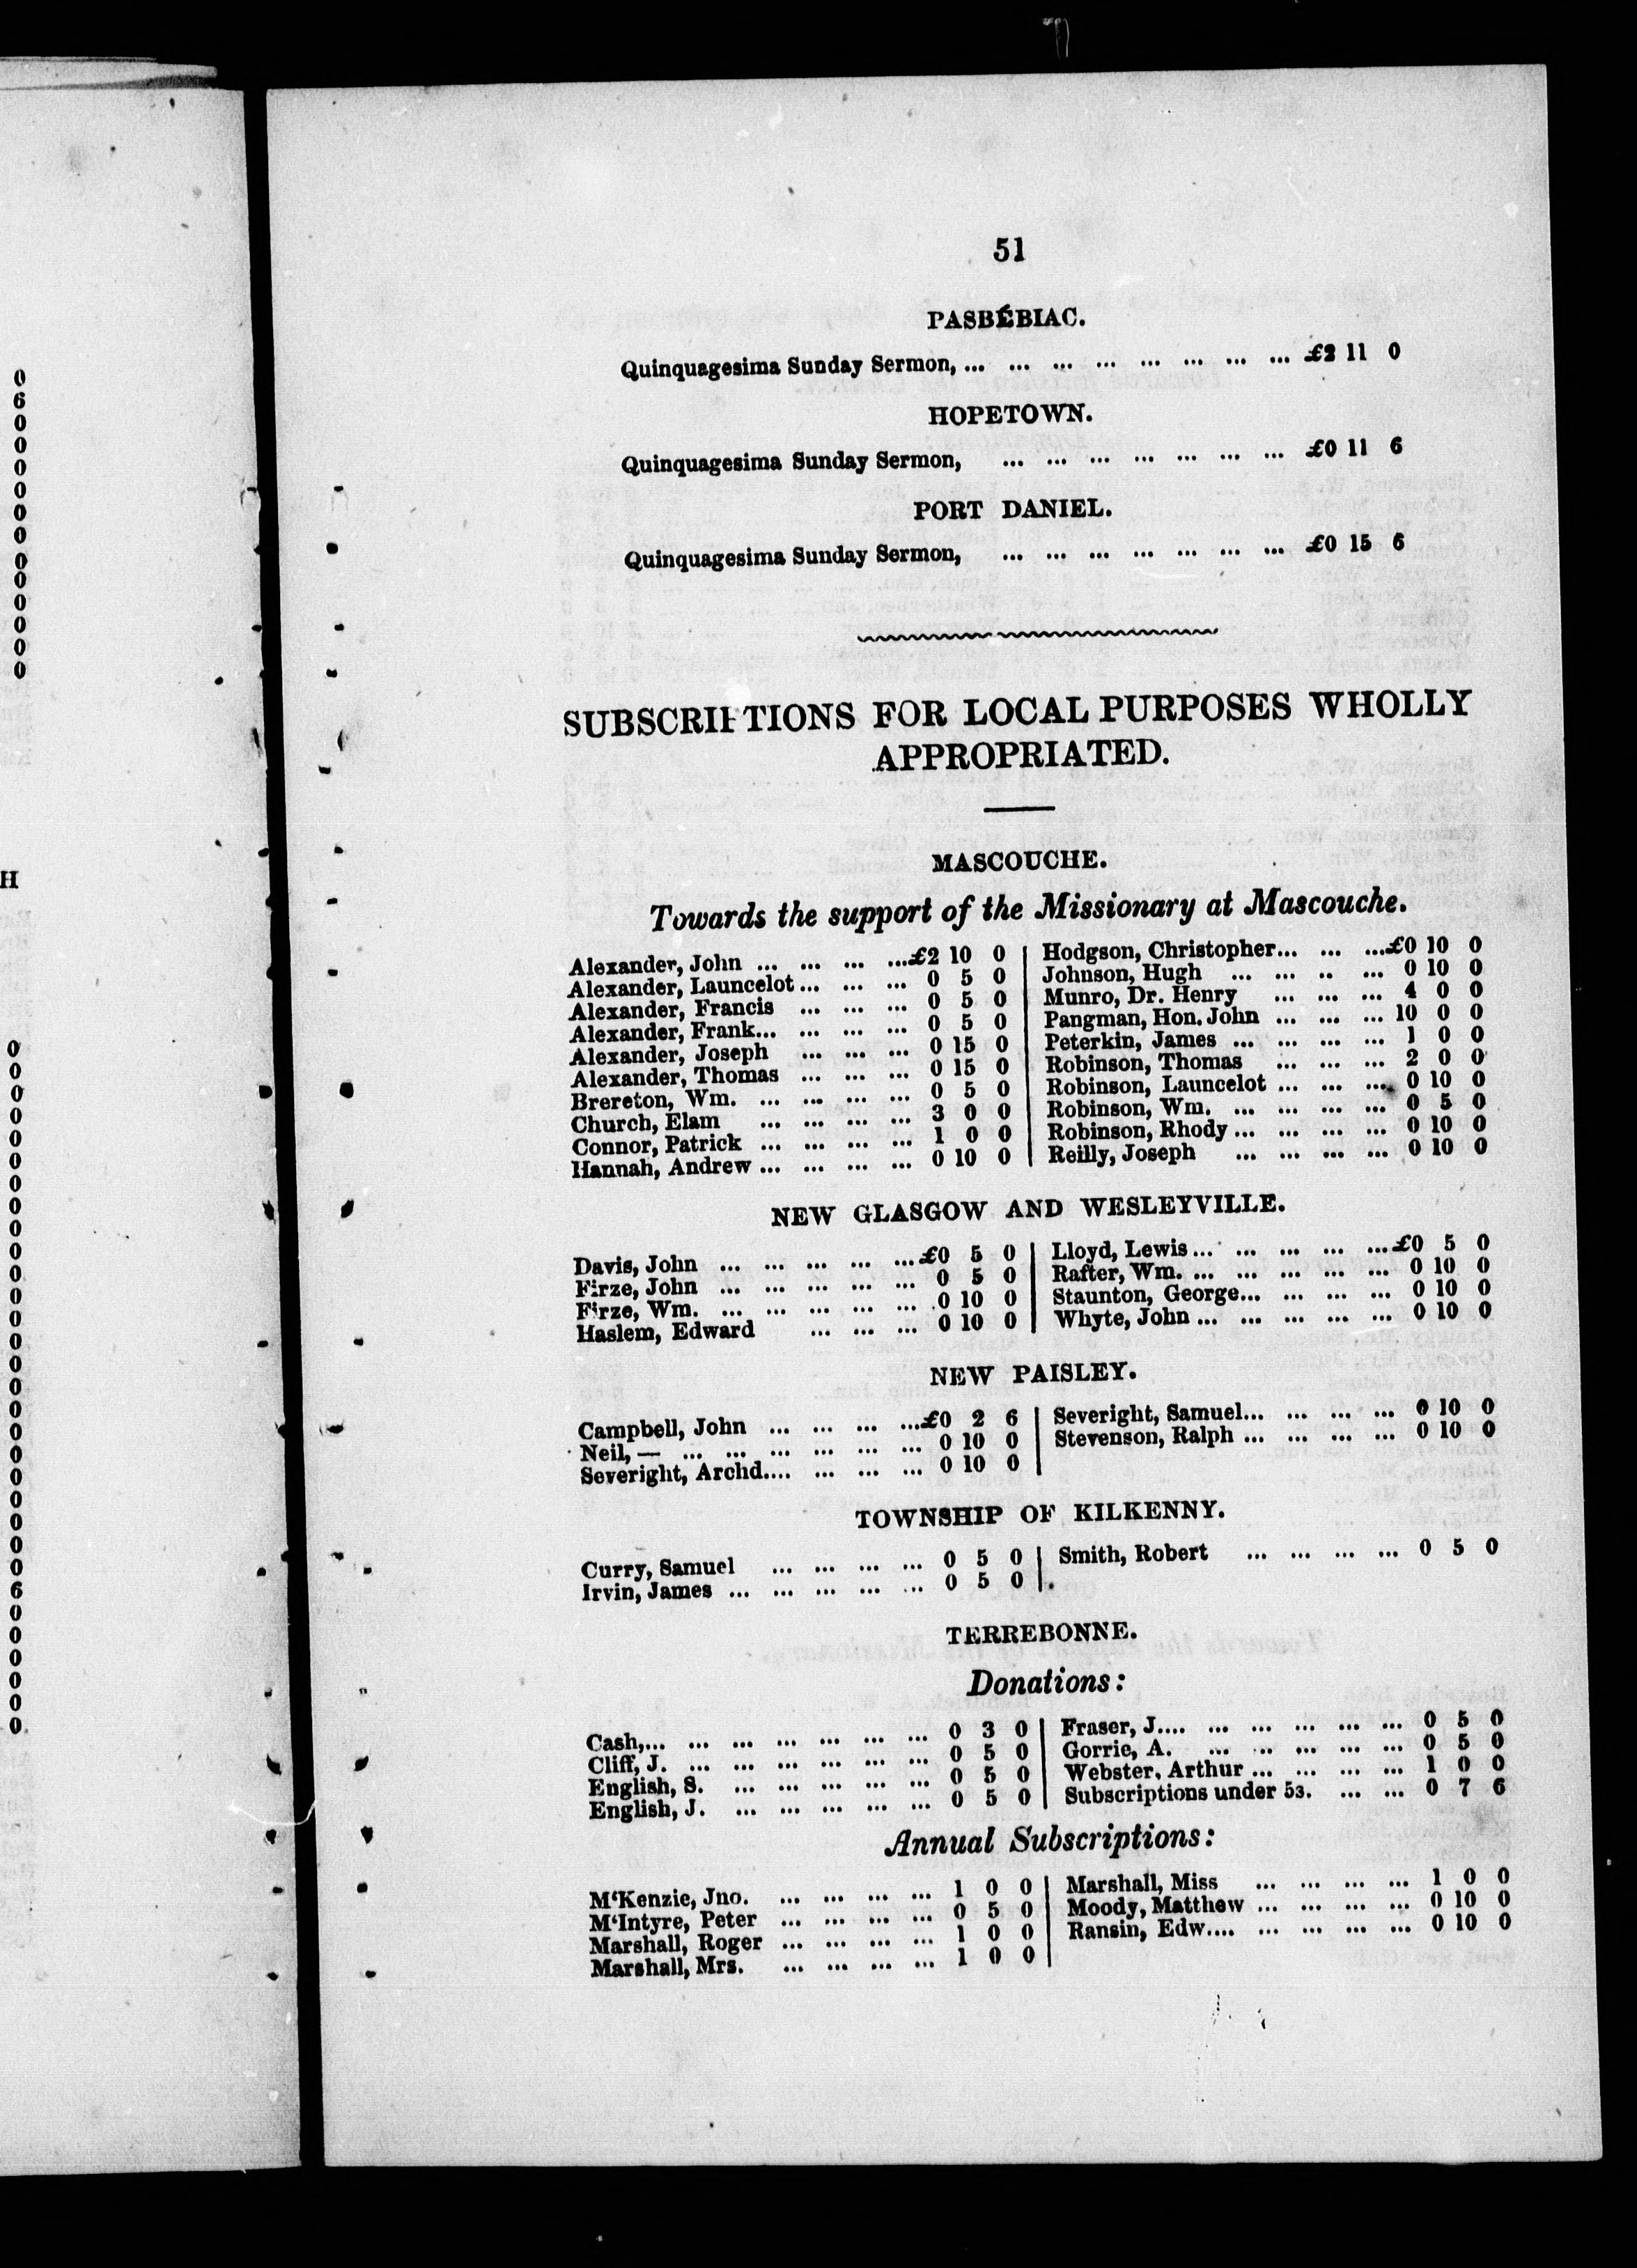 51
PASBÉBIAC.
Quinquagesima Sunday Sermon, ... ... ... ... ... ... ... ... £2 11 0
HOPETOWN.
Quinquagesima Sunday Sermon, ... ... ... ... ... ... ... £0 11 6
PORT DANIEL.
Quinquagesima Sunday Sermon, ... ... ... ... ... ... ... £0 15 6
SUBSCRIPTIONS FOR LOCAL PURPOSES WHOLLY
APPROPRIATED.
MASCOUCHE.
Towards the support of the Missionary at Mascouche.
Alexander, John ... ... ... ...£2 10 0
Alexander, Launcelot... ... ... 0 5 0
Alexander, Francis ... ... ... 0 5 0
Alexander, Frank... ... ... ... 0 5 0
Alexander, Joseph ... ... ... 0 15 0
Alexander, Thomas ... ... ... 0 15 0
Brereton, Wm. ... ... ... ... 0 5 0
Church, Elam ... ... ... ... 3 0 0
Connor, Patrick ... ... ... ... 1 0 0
Hannah, Andrew ... ... ... ... 0 10 0
Hodgson, Christopher... ... ...£0 10 0
Johnson, Hugh ... ... .. ... 0 10 0
Munro, Dr. Henry ... ... ... 4 0 0
Pangman, Hon. John ... ... ... 10 0 0
Peterkin, James ... ... ... ... 1 0 0
Robinson, Thomas ... ... ... 2 0 0
Robinson, Launcelot ... ... ... 0 10 0
Robinson, Wm. ... ... ... ... 0 5 0
Robinson, Rhody ... ... ... ... 0 10 0
Reilly, Joseph ... ... ... ... 0 10 0
NEW GLASGOW AND WESLEYVILLE.
Davis, John ... ... ... ... ...£0 5 0
Firze, John ... ... ... ... ... 0 5 0
Firze, Wm. ... ... ... ... ... 0 10 0
Haslem, Edward ... ... ... 0 10 0
Lloyd, Lewis ... ... ... ... ...£0 5 0
Rafter, Wm. ... ... ... ... ... 0 10 0
Staunton, George... ... ... ... 0 10 0
Whyte, John ... ... ... ... ... 0 10 0
NEW PAISLEY.
Campbell, John ... ... ... ...£0 2 6
Neil, — ... ... ... ... ... ... 0 10 0
Severight, Archd.... ... ... ... 0 10 0
Severight, Samuel... ... ... ... 0 10 0
Stevenson, Ralph ... ... ... ... 0 10 0
TOWNSHIP OF KILKENNY.
Curry, Samuel ... ... ... ... 0 5 0
Irvin, James ... ... ... ... ... 0 5 0
Smith, Robert ... ... ... ... 0 5 0
TERREBONNE.
Donations:
Cash,... ... ... ... ... ... ... 0 3 0
Cliff, J. ... ... ... ... ... ... 0 5 0
English, S. ... ... ... ... ... 0 5 0
English, J. ... ... ... ... ... 0 5 0
Fraser, J.... ... ... ... ... ... 0 5 0
Gorrie, A. ... .. ... ... ... 0 5 0
Webster, Arthur ... ... ... ... 1 0 0
Subscriptions under 5s. ... ... 0 7 6
Annual Subscriptions:
M'Kenzie, Jno. ... ... ... ... 1 0 0
M'Intyre, Peter ... ... ... ... 0 5 0
Marshall, Roger ... ... ... ... 1 0 0
Marshall, Mrs. ... ... ... ... 1 0 0
Marshall, Miss ... ... ... ... 1 0 0
Moody, Matthew ... ... ... ... 0 10 0
Ransin, Edw.... ... ... ... ... 0 10 0